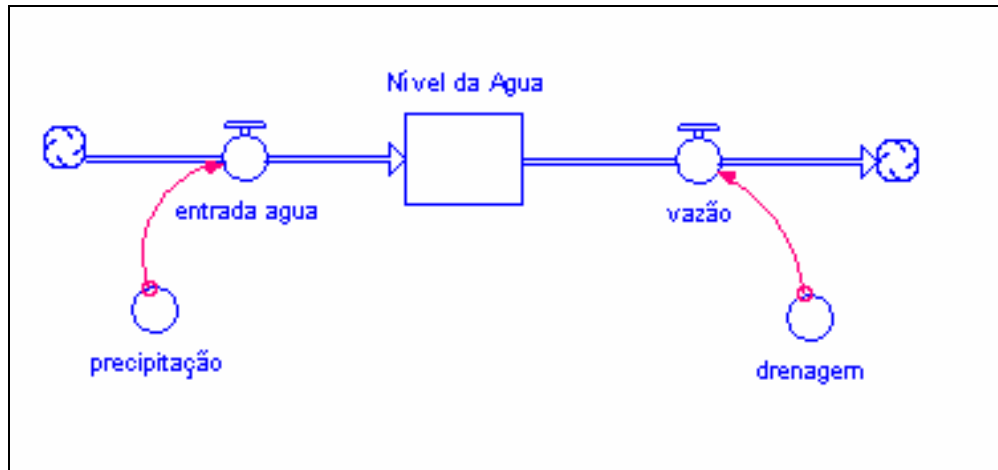 Nível da Agua
entrada agua
vazão
precipitação
drenagem